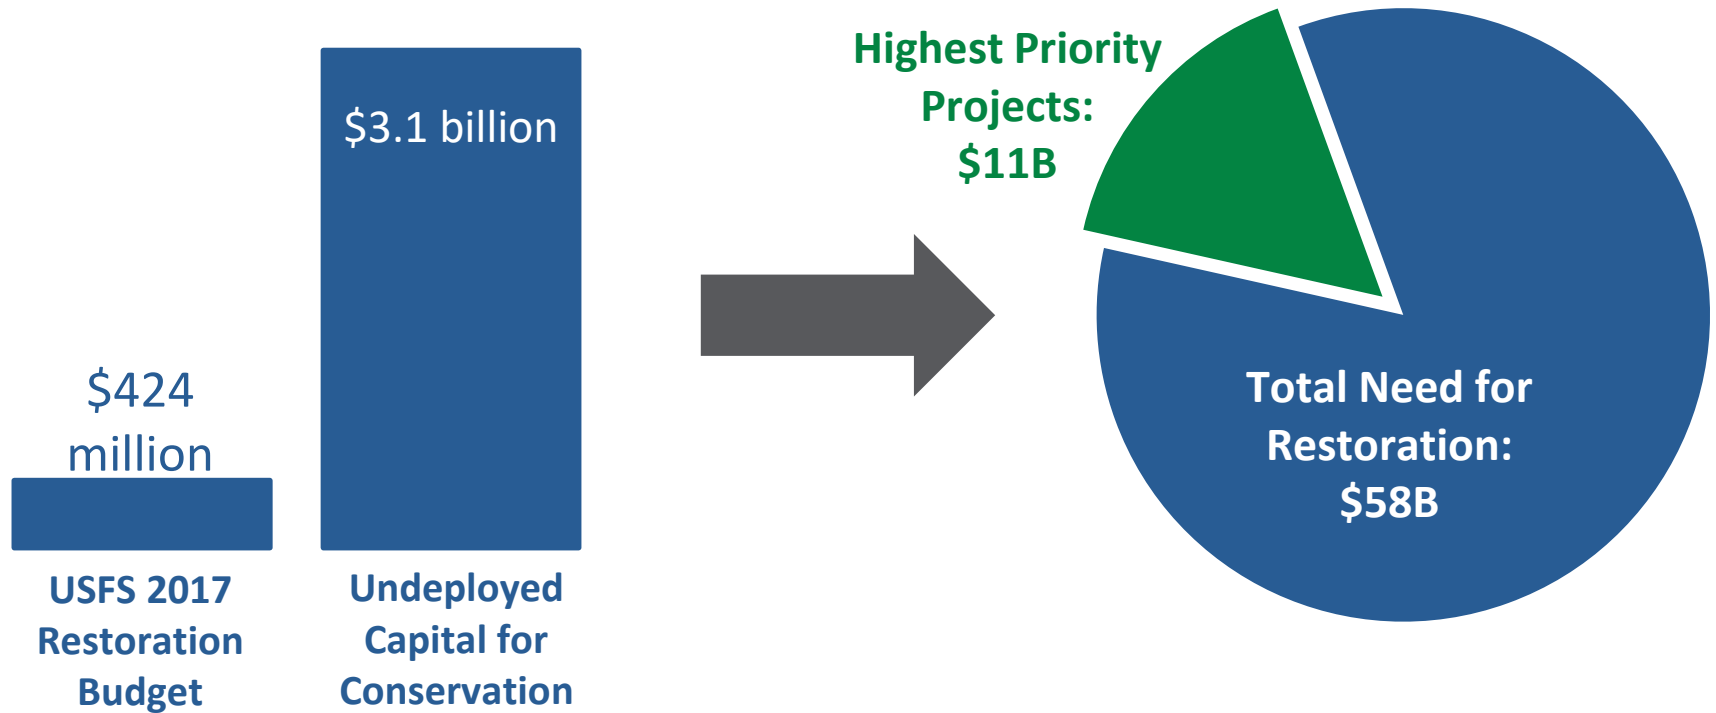 $424
million
USFS 2017
Restoration
Budget
$3.1 billion
Undeployed
Capital for
Conservation
Highest Priority
Projects:
$11B
Total Need for
Restoration:
$58B